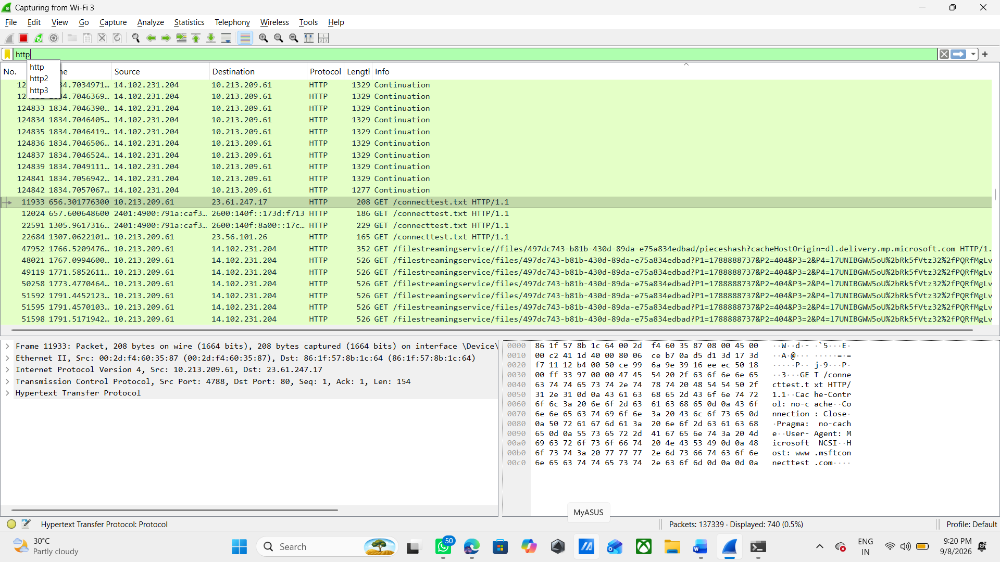 Capturing from Wi-Fi 3
File Edit View Go Capture Analyze Statistics Telephony Wireless Tools Help
http
http
http2
http3
No. Source Destination Protocol Length Info
14.102.231.204 10.213.209.61 HTTP 1329 Continuation
14.102.231.204 10.213.209.61 HTTP 1329 Continuation
124833 1834.7046390… 14.102.231.204 10.213.209.61 HTTP 1329 Continuation
124834 1834.7046405… 14.102.231.204 10.213.209.61 HTTP 1329 Continuation
124835 1834.7046419… 14.102.231.204 10.213.209.61 HTTP 1329 Continuation
124836 1834.7046506… 14.102.231.204 10.213.209.61 HTTP 1329 Continuation
124837 1834.7046524… 14.102.231.204 10.213.209.61 HTTP 1329 Continuation
124839 1834.7049111… 14.102.231.204 10.213.209.61 HTTP 1329 Continuation
124841 1834.7056942… 14.102.231.204 10.213.209.61 HTTP 1329 Continuation
124842 1834.7057067… 14.102.231.204 10.213.209.61 HTTP 1277 Continuation
11933 656.301776300 10.213.209.61 23.61.247.17 HTTP 208 GET /connecttest.txt HTTP/1.1
12024 657.600648600 2401:4900:791a:caf3… 2600:140f::173d:f713 HTTP 186 GET /connecttest.txt HTTP/1.1
22591 1305.9617316… 2401:4900:791a:caf3… 2600:140f:8a00::17c… HTTP 229 GET /connecttest.txt HTTP/1.1
22684 1307.0622101… 10.213.209.61 23.56.101.26 HTTP 165 GET /connecttest.txt HTTP/1.1
47952 1766.5209476… 10.213.209.61 14.102.231.204 HTTP 352 GET /filestreamingservice//files/497dc743-b81b-430d-89da-e75a834edbad/pieceshash?cacheHostOrigin=dl.delivery.mp.microsoft.com HTTP/1.
48021 1767.0994600… 10.213.209.61 14.102.231.204 HTTP 526 GET /filestreamingservice/files/497dc743-b81b-430d-89da-e75a834edbad?P1=1788888737&P2=404&P3=2&P4=l7UNIBGWW5oU%2bRk5fVtz32%2fPQRfMgLv
49119 1771.5852611… 10.213.209.61 14.102.231.204 HTTP 526 GET /filestreamingservice/files/497dc743-b81b-430d-89da-e75a834edbad?P1=1788888737&P2=404&P3=2&P4=l7UNIBGWW5oU%2bRk5fVtz32%2fPQRfMgLv
50258 1773.4770464… 10.213.209.61 14.102.231.204 HTTP 526 GET /filestreamingservice/files/497dc743-b81b-430d-89da-e75a834edbad?P1=1788888737&P2=404&P3=2&P4=l7UNIBGWW5oU%2bRk5fVtz32%2fPQRfMgLv
51592 1791.4452123… 10.213.209.61 14.102.231.204 HTTP 526 GET /filestreamingservice/files/497dc743-b81b-430d-89da-e75a834edbad?P1=1788888737&P2=404&P3=2&P4=l7UNIBGWW5oU%2bRk5fVtz32%2fPQRfMgLv
51595 1791.4570103… 10.213.209.61 14.102.231.204 HTTP 526 GET /filestreamingservice/files/497dc743-b81b-430d-89da-e75a834edbad?P1=1788888737&P2=404&P3=2&P4=l7UNIBGWW5oU%2bRk5fVtz32%2fPQRfMgLv
51598 1791.5171942… 10.213.209.61 14.102.231.204 HTTP 526 GET /filestreamingservice/files/497dc743-b81b-430d-89da-e75a834edbad?P1=1788888737&P2=404&P3=2&P4=l7UNIBGWW5oU%2bRk5fVtz32%2fPQRfMgLv
Frame 11933: Packet, 208 bytes on wire (1664 bits), 208 bytes captured (1664 bits) on interface \Device\
Ethernet II, Src: 00:2d:f4:60:35:87 (00:2d:f4:60:35:87), Dst: 86:1f:57:8b:1c:64 (86:1f:57:8b:1c:64)
Internet Protocol Version 4, Src: 10.213.209.61, Dst: 23.61.247.17
Transmission Control Protocol, Src Port: 4788, Dst Port: 80, Seq: 1, Ack: 1, Len: 154
Hypertext Transfer Protocol
0000 86 1f 57 8b 1c 64 00 2d f4 60 35 87 08 00 45 00 ··W··d·- ·`5···E·
0010 00 c2 41 1d 40 00 80 06 ce b7 0a d5 d1 3d 17 3d ··A·@··· ·····=·=
0020 f7 11 12 b4 00 50 ce 99 6a 9e 39 16 ee ec 50 18 ·····P·· j·9···P·
0030 00 ff 33 97 00 00 47 45 54 20 2f 63 6f 6e 6e 65 ··3···GE T /conne
0040 63 74 74 65 73 74 2e 74 78 74 20 48 54 54 50 2f cttest.t xt HTTP/
0050 31 2e 31 0d 0a 43 61 63 68 65 2d 43 6f 6e 74 72 1.1··Cac he-Contr
0060 6f 6c 3a 20 6e 6f 2d 63 61 63 68 65 0d 0a 43 6f ol: no-c ache··Co
0070 6e 6e 65 63 74 69 6f 6e 3a 20 43 6c 6f 73 65 0d nnection : Close·
0080 0a 50 72 61 67 6d 61 3a 20 6e 6f 2d 63 61 63 68 ·Pragma: no-cach
0090 65 0d 0a 55 73 65 72 2d 41 67 65 6e 74 3a 20 4d e··User- Agent: M
00a0 69 63 72 6f 73 6f 66 74 20 4e 43 53 49 0d 0a 48 icrosoft NCSI··H
00b0 6f 73 74 3a 20 77 77 77 2e 6d 73 66 74 63 6f 6e ost: www .msftcon
00c0 6e 65 63 74 74 65 73 74 2e 63 6f 6d 0d 0a 0d 0a necttest .com····
MyASUS
Hypertext Transfer Protocol: Protocol Packets: 137339 · Displayed: 740 (0.5%) Profile: Default
30°C
Partly cloudy
Search
50
ENG
IN
9:20 PM
9/8/2026